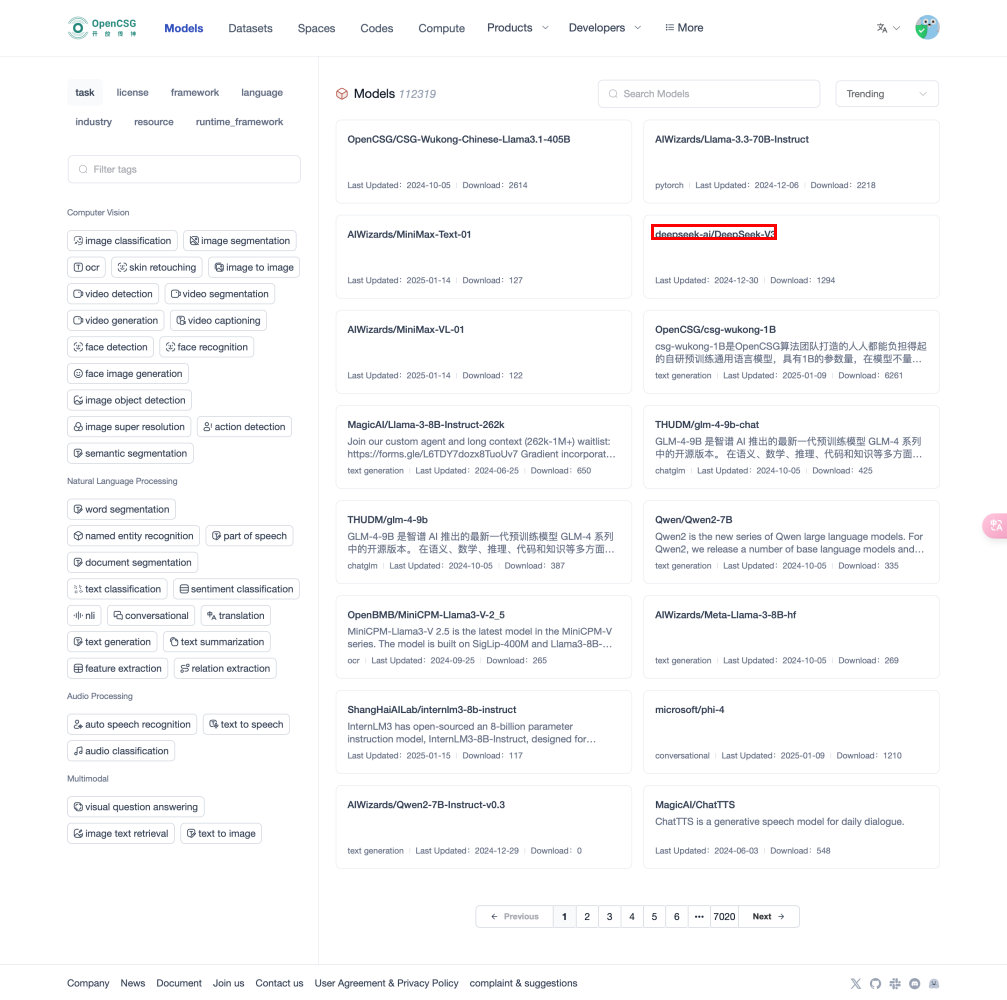 OpenCSG
开 放 传 神
Models Datasets Spaces Codes Compute Products Developers More
task license framework language
industry resource runtime_framework
Filter tags
Computer Vision
image classification image segmentation
ocr skin retouching image to image
video detection video segmentation
video generation video captioning
face detection face recognition
face image generation
image object detection
image super resolution action detection
semantic segmentation
Natural Language Processing
word segmentation
named entity recognition part of speech
document segmentation
text classification sentiment classification
nli conversational translation
text generation text summarization
feature extraction relation extraction
Audio Processing
auto speech recognition text to speech
audio classification
Multimodal
visual question answering
image text retrieval text to image
Models 112319
Search Models
Trending
OpenCSG/CSG-Wukong-Chinese-Llama3.1-405B
Last Updated：2024-10-05 Download：2614
AIWizards/Llama-3.3-70B-Instruct
pytorch Last Updated：2024-12-06 Download：2218
AIWizards/MiniMax-Text-01
Last Updated：2025-01-14 Download：127
deepseek-ai/DeepSeek-V3
Last Updated：2024-12-30 Download：1294
AIWizards/MiniMax-VL-01
Last Updated：2025-01-14 Download：122
OpenCSG/csg-wukong-1B
csg-wukong-1B是OpenCSG算法团队打造的人人都能负担得起
的自研预训练通用语言模型，具有1B的参数量，在模型不量…
text generation Last Updated：2025-01-09 Download：6261
MagicAI/Llama-3-8B-Instruct-262k
Join our custom agent and long context (262k-1M+) waitlist:
https://forms.gle/L6TDY7dozx8TuoUv7 Gradient incorporat…
text generation Last Updated：2024-06-25 Download：650
THUDM/glm-4-9b-chat
GLM-4-9B 是智谱 AI 推出的最新一代预训练模型 GLM-4 系列
中的开源版本。 在语义、数学、推理、代码和知识等多方面…
chatglm Last Updated：2024-10-05 Download：425
THUDM/glm-4-9b
GLM-4-9B 是智谱 AI 推出的最新一代预训练模型 GLM-4 系列
中的开源版本。 在语义、数学、推理、代码和知识等多方面…
chatglm Last Updated：2024-10-05 Download：387
Qwen/Qwen2-7B
Qwen2 is the new series of Qwen large language models. For
Qwen2, we release a number of base language models and…
text generation Last Updated：2024-10-05 Download：335
OpenBMB/MiniCPM-Llama3-V-2_5
MiniCPM-Llama3-V 2.5 is the latest model in the MiniCPM-V
series. The model is built on SigLip-400M and Llama3-8B-…
ocr Last Updated：2024-09-25 Download：265
AIWizards/Meta-Llama-3-8B-hf
text generation Last Updated：2024-10-05 Download：269
ShangHaiAILab/internlm3-8b-instruct
InternLM3 has open-sourced an 8-billion parameter
instruction model, InternLM3-8B-Instruct, designed for…
Last Updated：2025-01-15 Download：117
microsoft/phi-4
conversational Last Updated：2025-01-09 Download：1210
AIWizards/Qwen2-7B-Instruct-v0.3
text generation Last Updated：2024-12-29 Download：0
MagicAI/ChatTTS
ChatTTS is a generative speech model for daily dialogue.
Last Updated：2024-06-03 Download：548
← Previous 1 2 3 4 5 6 ••• 7020 Next →
Company News Document Join us Contact us User Agreement & Privacy Policy complaint & suggestions